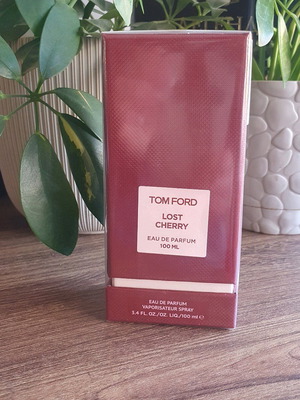 TOM FORD
LOST
CHERRY
EAU DE PARFUM
100 ML
EAU DE PARFUM
VAPORISATEUR SPRAY
3.4 FL. OZ./OZ. LIQ./100 ml ℮